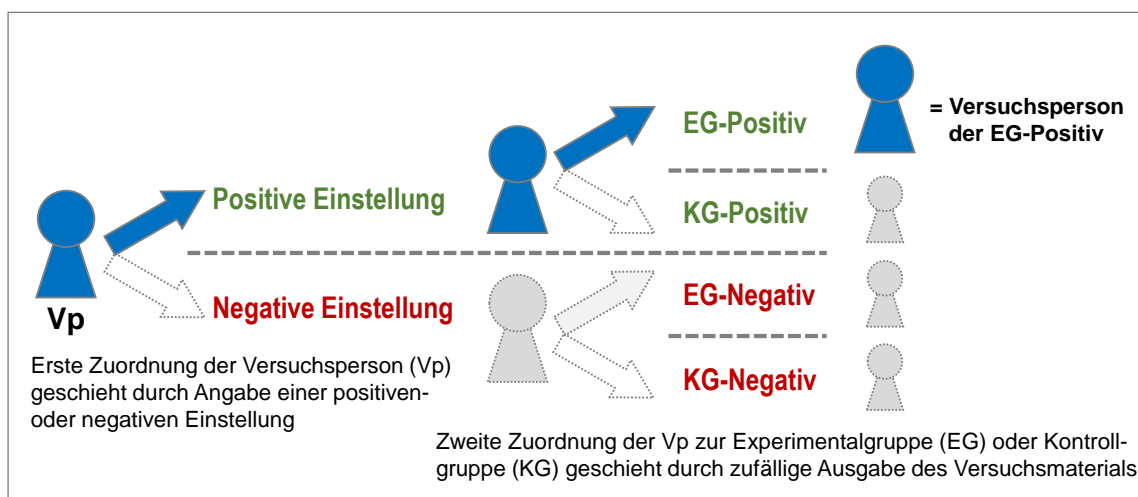 EG-Positiv
= Versuchsperson
der EG-Positiv
Positive Einstellung
KG-Positiv
Negative Einstellung
EG-Negativ
Vp
KG-Negativ
Erste Zuordnung der Versuchsperson (Vp)
geschieht durch Angabe einer positiven-
oder negativen Einstellung
Zweite Zuordnung der Vp zur Experimentalgruppe (EG) oder Kontroll-
gruppe (KG) geschieht durch zufällige Ausgabe des Versuchsmaterials